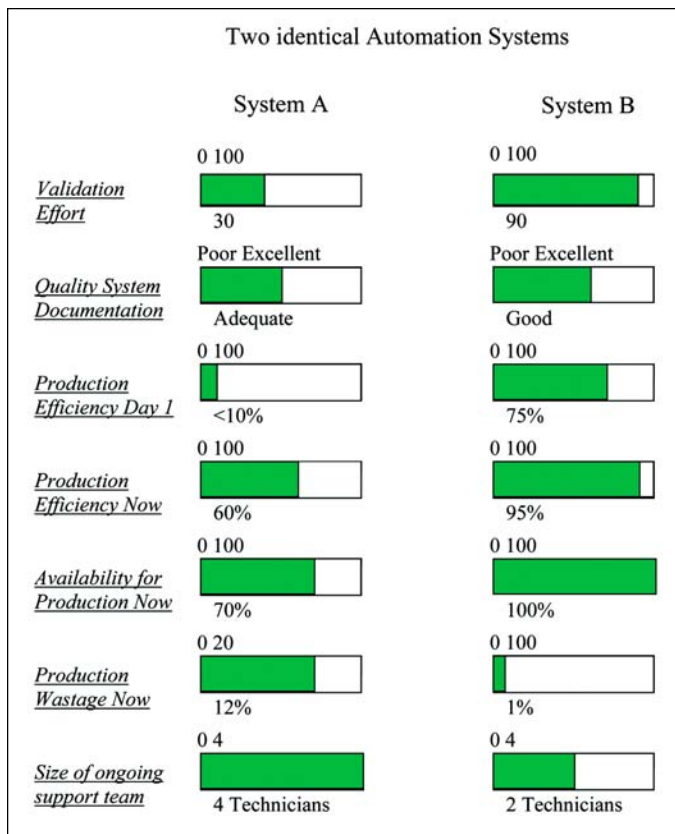 Two identical Automation Systems
System A
System B
Validation
Effort
0 100
30
0 100
90
Quality System
Documentation
Poor Excellent
Adequate
Poor Excellent
Good
Production
Efficiency Day 1
0 100
<10%
0 100
75%
Production
Efficiency Now
0 100
60%
0 100
95%
Availability for
Production Now
0 100
70%
0 100
100%
Production
Wastage Now
0 20
12%
0 100
1%
Size of ongoing
support team
0 4
4 Technicians
0 4
2 Technicians